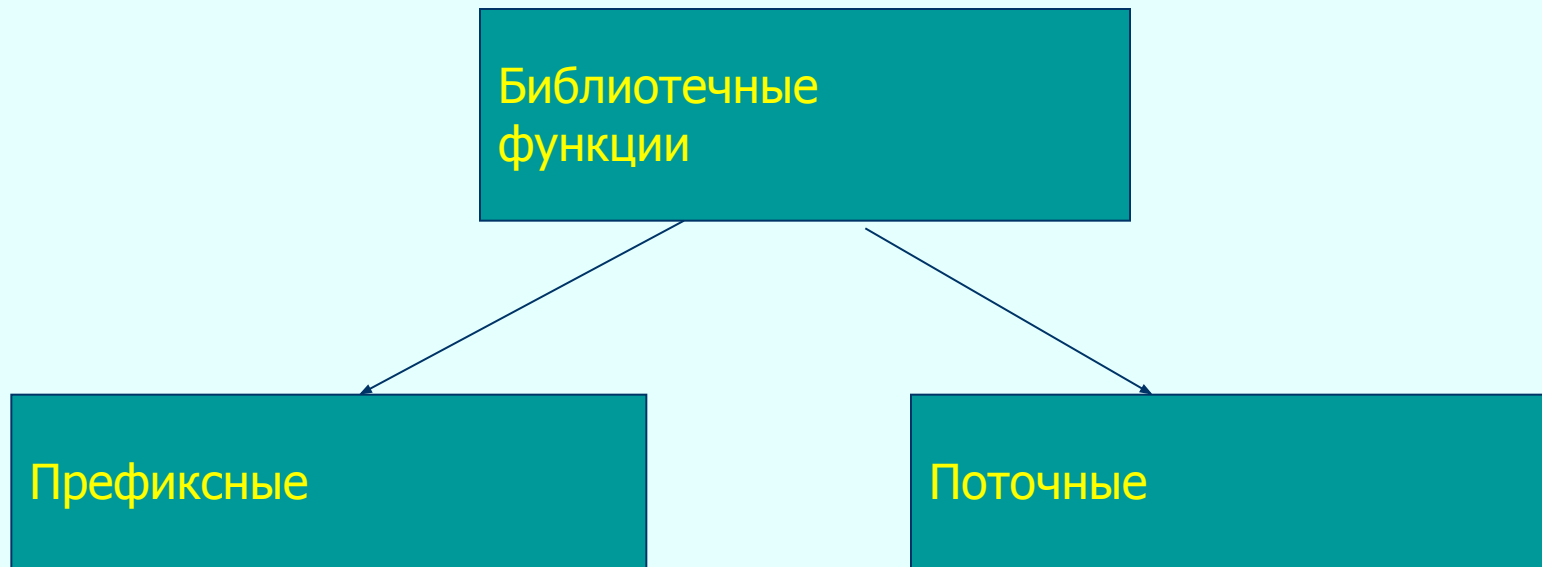 Библиотечные
функции
Префиксные
Поточные